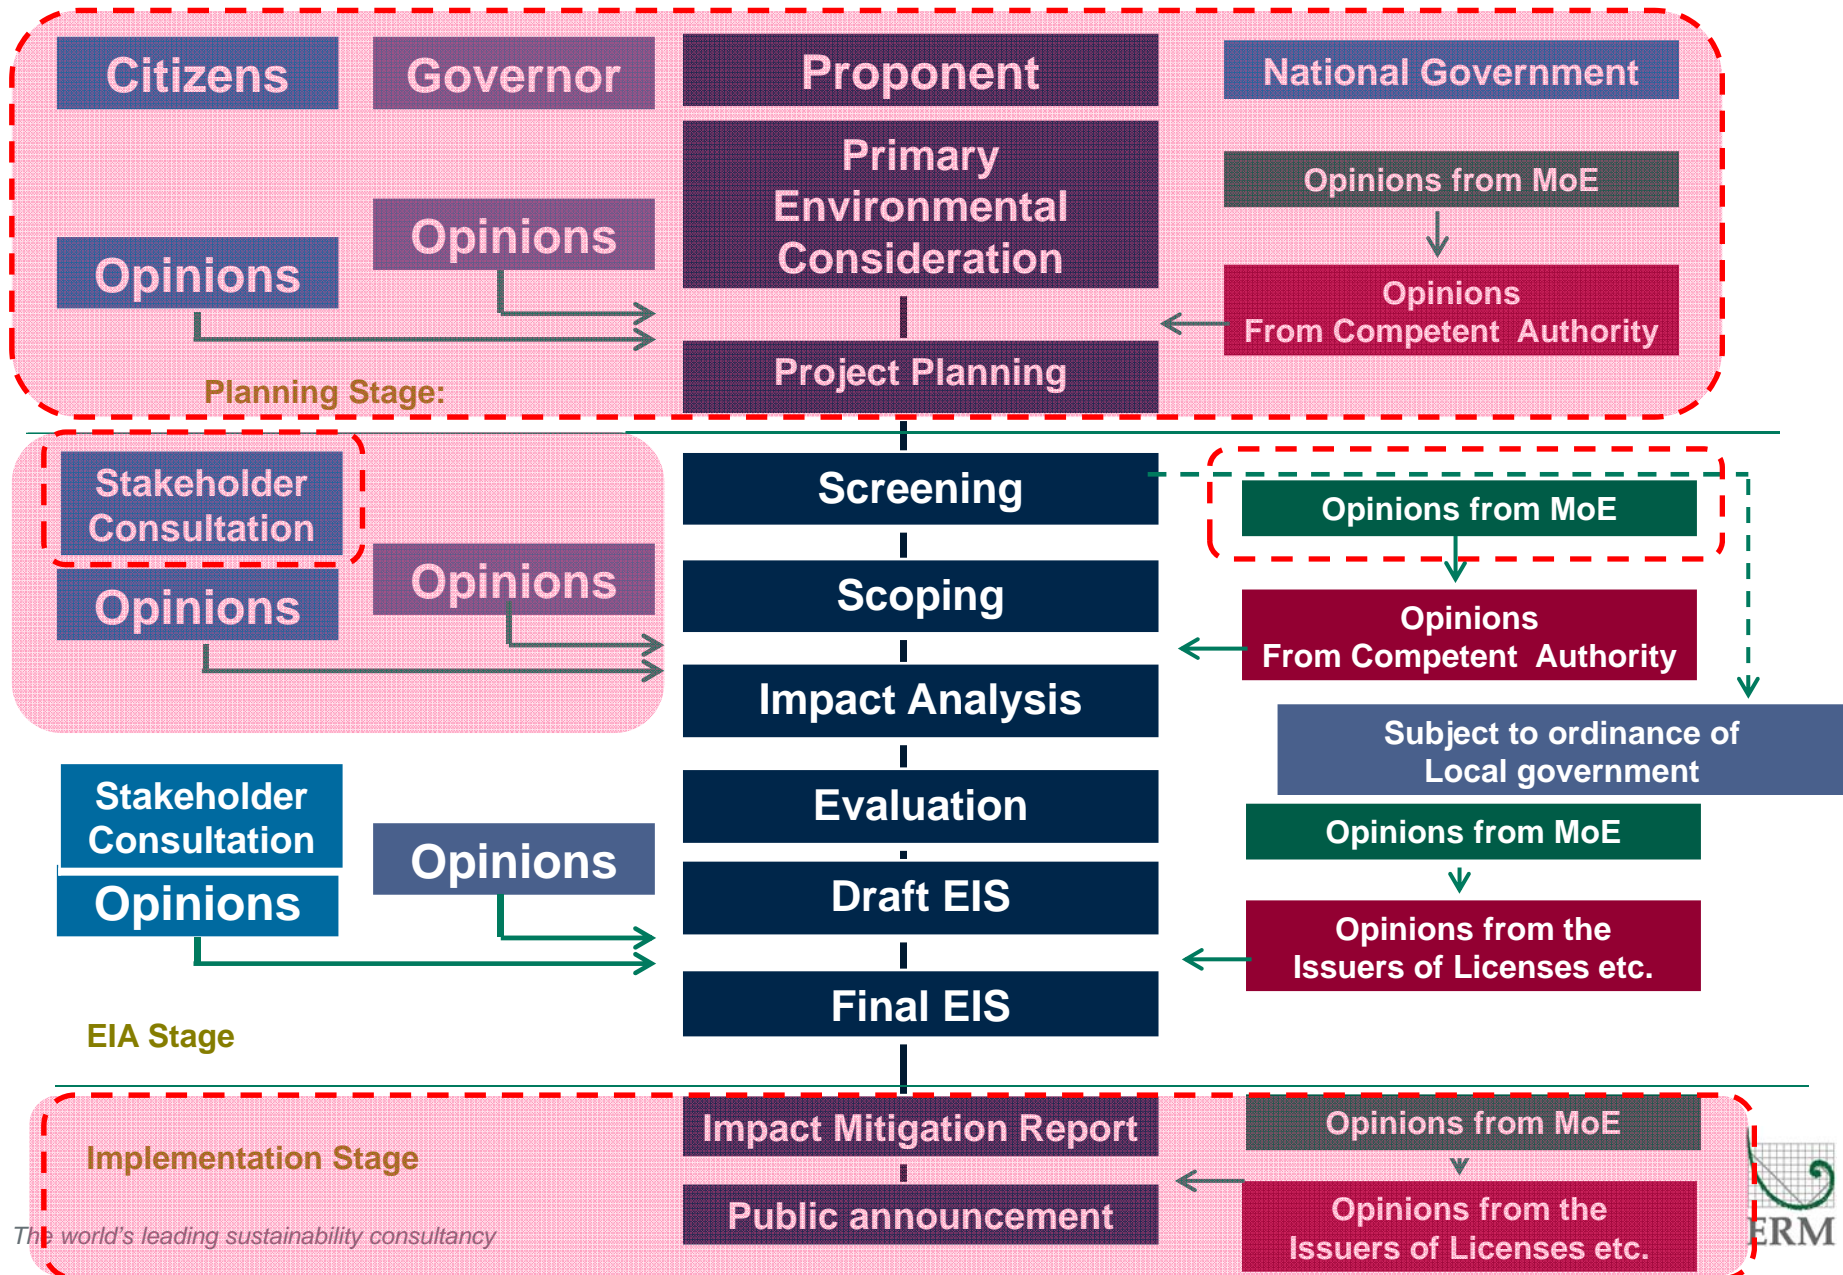 Citizens
Governor
Proponent
National Government
Primary
Environmental
Consideration
Opinions from MoE
Opinions
Opinions
Opinions
From Competent Authority
Project Planning
Planning Stage:
Stakeholder
Consultation
Screening
Opinions from MoE
Opinions
Opinions
Scoping
Opinions
From Competent Authority
Impact Analysis
Subject to ordinance of
Local government
Stakeholder
Consultation
Evaluation
Opinions from MoE
Opinions
Opinions
Draft EIS
Opinions from the
Issuers of Licenses etc.
Final EIS
EIA Stage
Impact Mitigation Report
Opinions from MoE
Implementation Stage
Public announcement
Opinions from the
Issuers of Licenses etc.
The world's leading sustainability consultancy
ERM